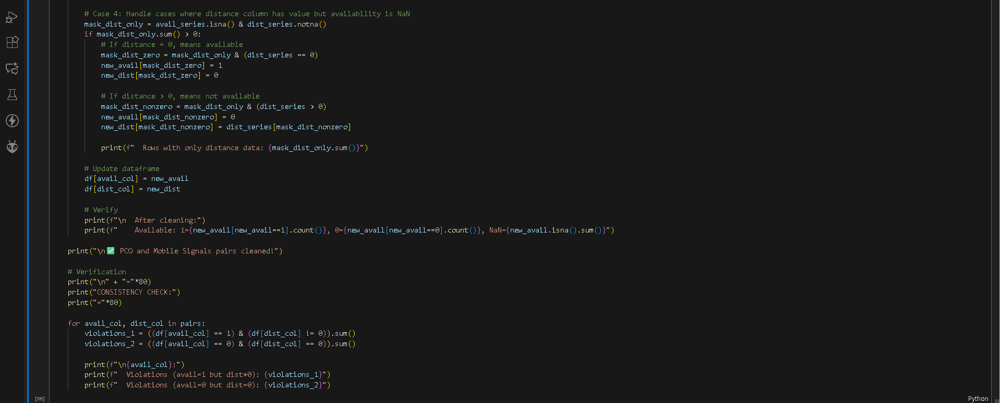 # Case 4: Handle cases where distance column has value but availability is NaN
mask_dist_only = avail_series.isna() & dist_series.notna()
if mask_dist_only.sum() > 0:
# If distance = 0, means available
mask_dist_zero = mask_dist_only & (dist_series == 0)
new_avail[mask_dist_zero] = 1
new_dist[mask_dist_zero] = 0
# If distance > 0, means not available
mask_dist_nonzero = mask_dist_only & (dist_series > 0)
new_avail[mask_dist_nonzero] = 0
new_dist[mask_dist_nonzero] = dist_series[mask_dist_nonzero]
print(f"  Rows with only distance data: {mask_dist_only.sum()}")
# Update dataframe
df[avail_col] = new_avail
df[dist_col] = new_dist
# Verify
print(f"\n  After cleaning:")
print(f"    Available: 1={new_avail[new_avail==1].count()}, 0={new_avail[new_avail==0].count()}, NaN={new_avail.isna().sum()}")
print("\n✅ PCO and Mobile Signals pairs cleaned!")
# Verification
print("\n" + "="*80)
print("CONSISTENCY CHECK:")
print("="*80)
for avail_col, dist_col in pairs:
violations_1 = ((df[avail_col] == 1) & (df[dist_col] != 0)).sum()
violations_2 = ((df[avail_col] == 0) & (df[dist_col] == 0)).sum()
print(f"\n{avail_col}:")
print(f"  Violations (avail=1 but dist≠0): {violations_1}")
print(f"  Violations (avail=0 but dist=0): {violations_2}")
[86]
Python